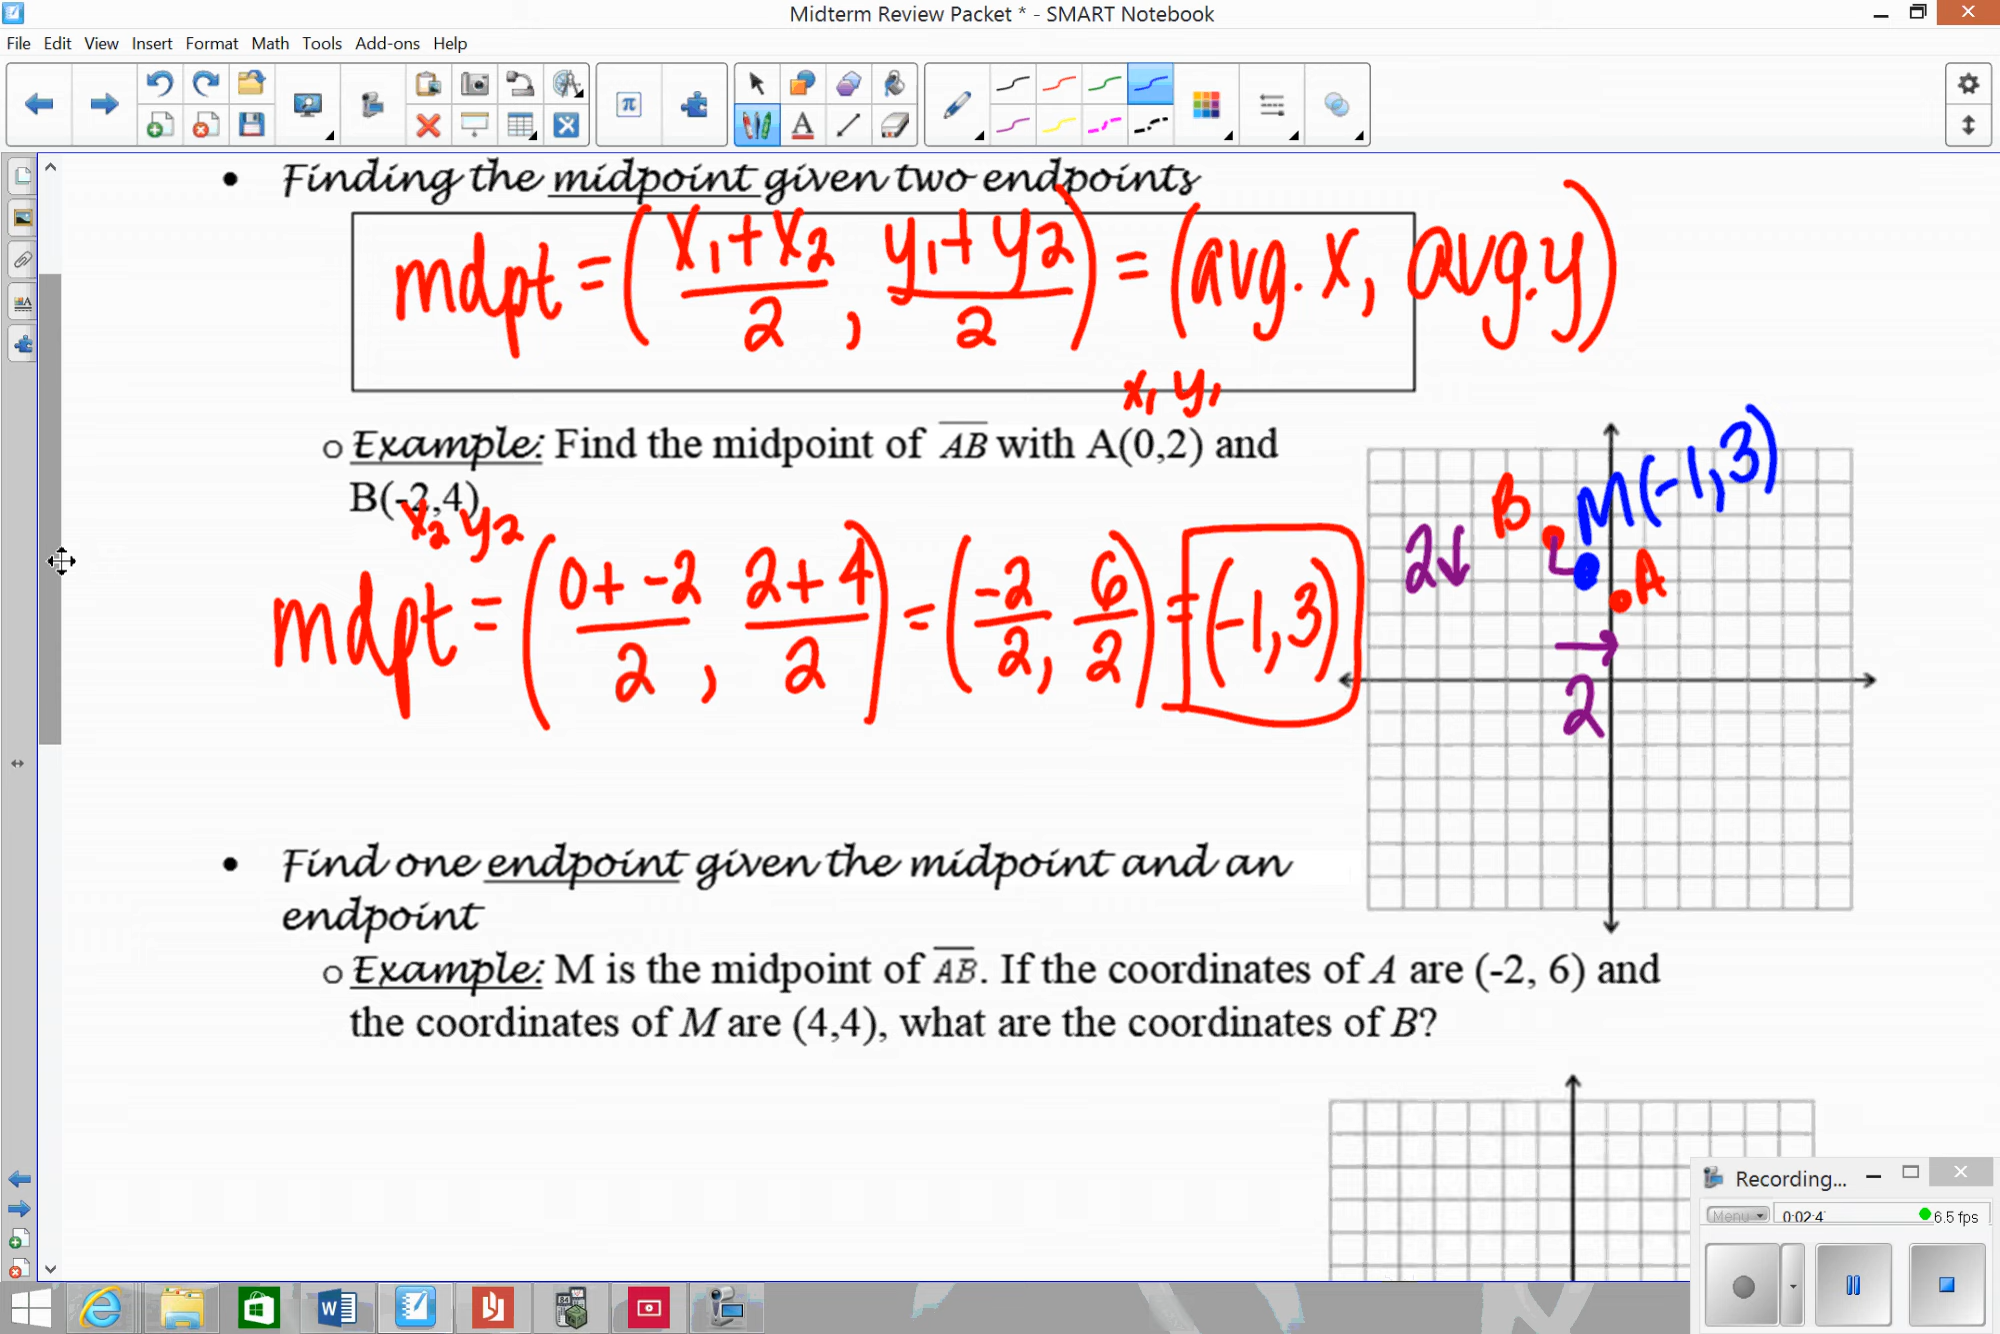 Midterm Review Packet * - SMART Notebook
File Edit View Insert Format Math Tools Add-ons Help
• Finding the midpoint given two endpoints
mdpt = (x₁+x₂/2, y₁+y₂/2) = (avg. x, avg. y)
x₁ y₁
o Example: Find the midpoint of AB with A(0,2) and
B(-2,4)
x₂ y₂
mdpt = (0+-2/2, 2+4/2) = (-2/2, 6/2) = (-1,3)
M(-1,3)
B
2↓
A
2
• Find one endpoint given the midpoint and an
endpoint
o Example: M is the midpoint of AB. If the coordinates of A are (-2, 6) and
the coordinates of M are (4,4), what are the coordinates of B?
Recording...
Menu 0:02:4 6.5 fps